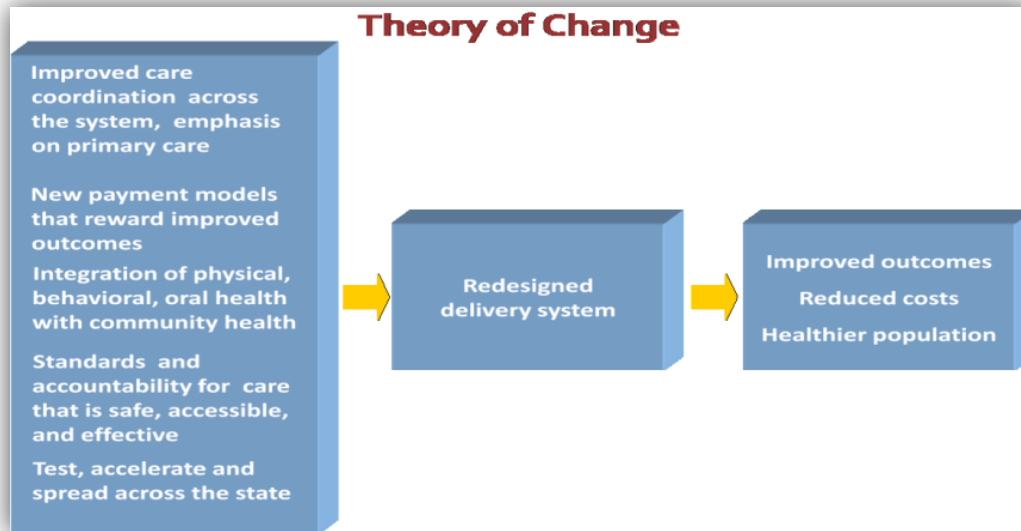 Theory of Change
Improved care
coordination across
the system, emphasis
on primary care
New payment models
that reward improved
outcomes
Integration of physical,
behavioral, oral health
with community health
Standards and
accountability for care
that is safe, accessible,
and effective
Test, accelerate and
spread across the state
Redesigned
delivery system
Improved outcomes
Reduced costs
Healthier population